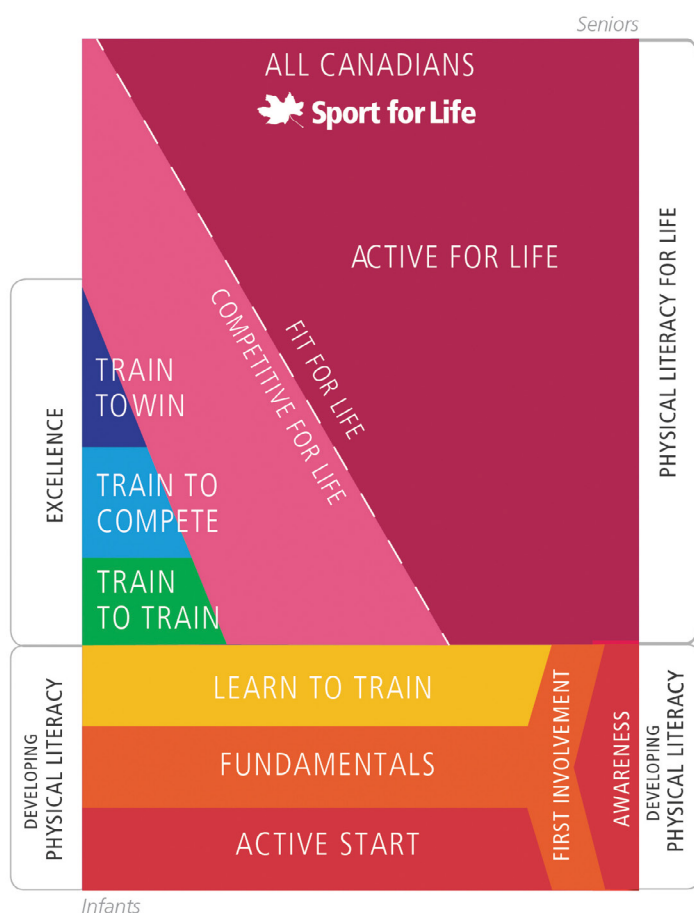 Seniors
ALL CANADIANS
Sport for Life
ACTIVE FOR LIFE
FIT FOR LIFE
COMPETITIVE FOR LIFE
PHYSICAL LITERACY FOR LIFE
EXCELLENCE
TRAIN
TO WIN
TRAIN TO
COMPETE
TRAIN
TO TRAIN
DEVELOPING
PHYSICAL LITERACY
LEARN TO TRAIN
FUNDAMENTALS
ACTIVE START
FIRST INVOLVEMENT
AWARENESS
DEVELOPING
PHYSICAL LITERACY
Infants